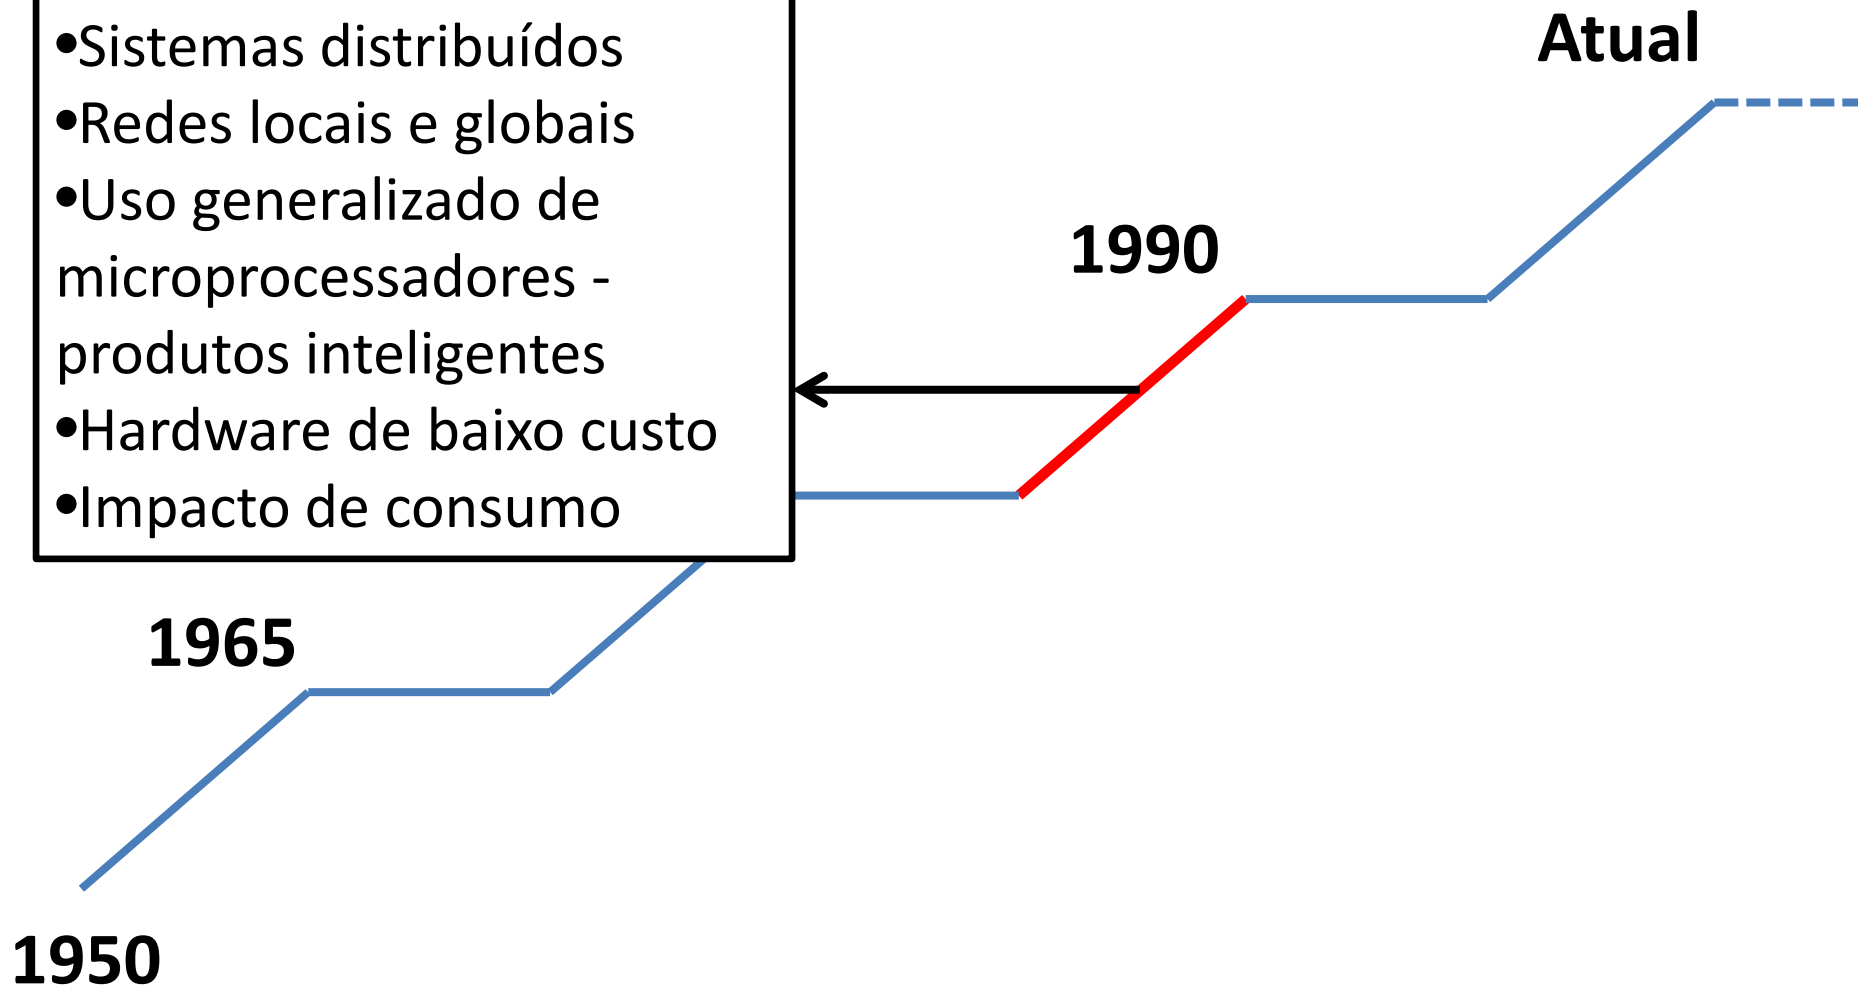 •Sistemas distribuídos
•Redes locais e globais
•Uso generalizado de
microprocessadores -
produtos inteligentes
•Hardware de baixo custo
•Impacto de consumo
Atual
1990
1965
1950